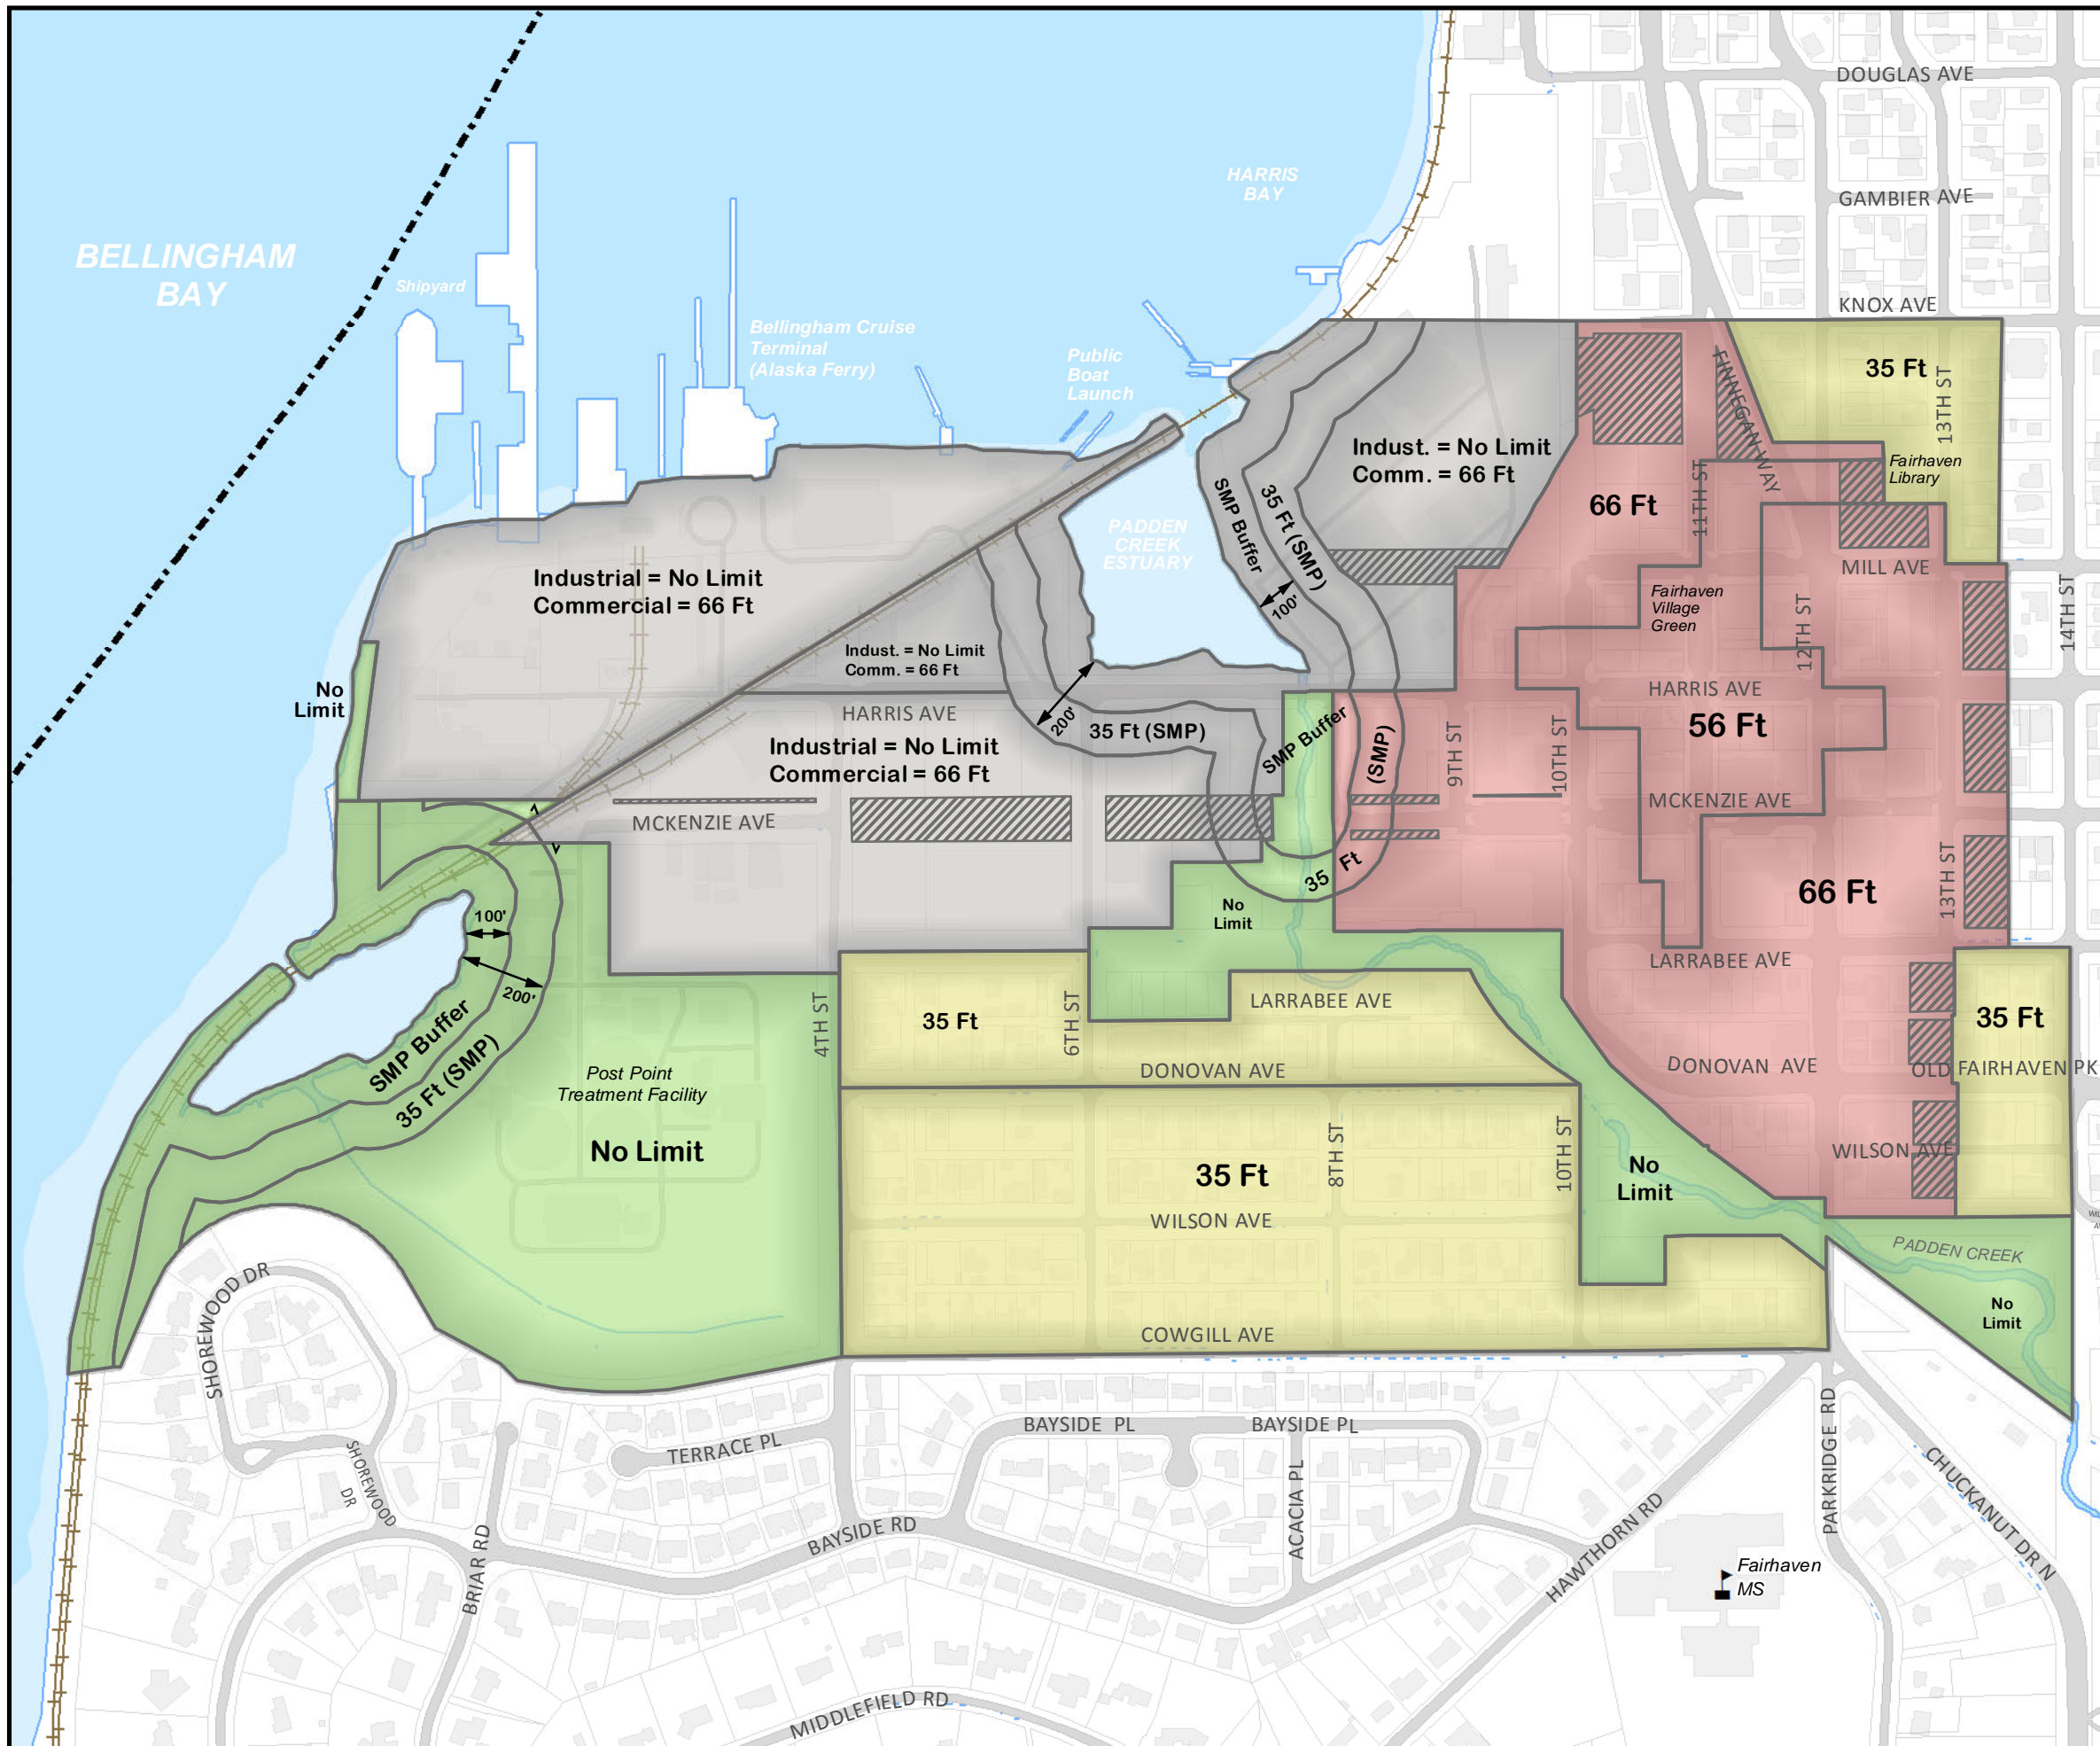 DOUGLAS AVE
HARRIS
BAY
GAMBIER AVE
BELLINGHAM
BAY
Shipyard
KNOX AVE
Bellingham Cruise
Terminal
(Alaska Ferry)
Public
Boat
Launch
FINNEGAN WAY
35 Ft
13TH ST
Indust. = No Limit
Comm. = 66 Ft
Fairhaven
Library
11TH ST
66 Ft
SMP Buffer
35 Ft (SMP)
100'
PADDEN
CREEK
ESTUARY
MILL AVE
Industrial = No Limit
Commercial = 66 Ft
Fairhaven
Village
Green
12TH ST
14TH ST
Indust. = No Limit
Comm. = 66 Ft
No
Limit
HARRIS AVE
HARRIS AVE
200'
35 Ft (SMP)
SMP Buffer
(SMP)
9TH ST
10TH ST
56 Ft
Industrial = No Limit
Commercial = 66 Ft
MCKENZIE AVE
MCKENZIE AVE
35 Ft
66 Ft
13TH ST
No
Limit
100'
200'
LARRABEE AVE
SMP Buffer
35 Ft (SMP)
4TH ST
35 Ft
6TH ST
LARRABEE AVE
35 Ft
DONOVAN AVE
DONOVAN AVE
OLD FAIRHAVEN PK
Post Point
Treatment Facility
No Limit
8TH ST
10TH ST
35 Ft
No
Limit
WILSON AVE
WILSON AVE
PADDEN CREEK
No
Limit
COWGILL AVE
SHOREWOOD DR
SHOREWOOD
DR
TERRACE PL
BAYSIDE PL
BAYSIDE PL
ACACIA PL
BAYSIDE RD
BRIAR RD
HAWTHORN RD
PARKRIDGE RD
CHUCKANUT DR N
Fairhaven
MS
MIDDLEFIELD RD